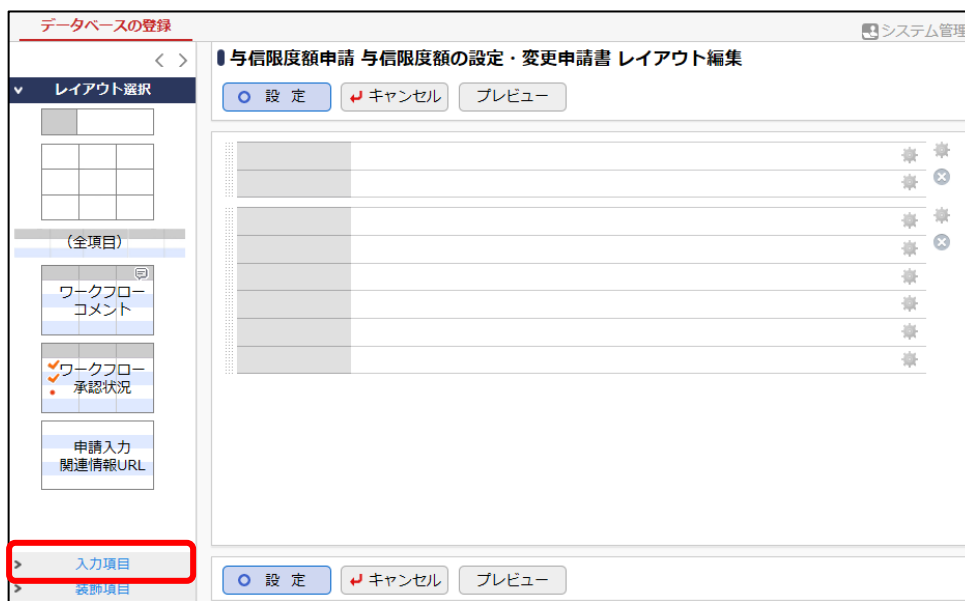 データベースの登録
システム管理
レイアウト選択
(全項目)
ワークフロー
コメント
ワークフロー
承認状況
申請入力
関連情報URL
入力項目
装飾項目
与信限度額申請 与信限度額の設定・変更申請書 レイアウト編集
設 定
キャンセル
プレビュー
設 定
キャンセル
プレビュー